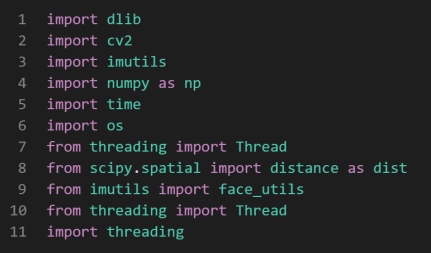 1 import dlib
2 import cv2
3 import imutils
4 import numpy as np
5 import time
6 import os
7 from threading import Thread
8 from scipy.spatial import distance as dist
9 from imutils import face_utils
10 from threading import Thread
11 import threading